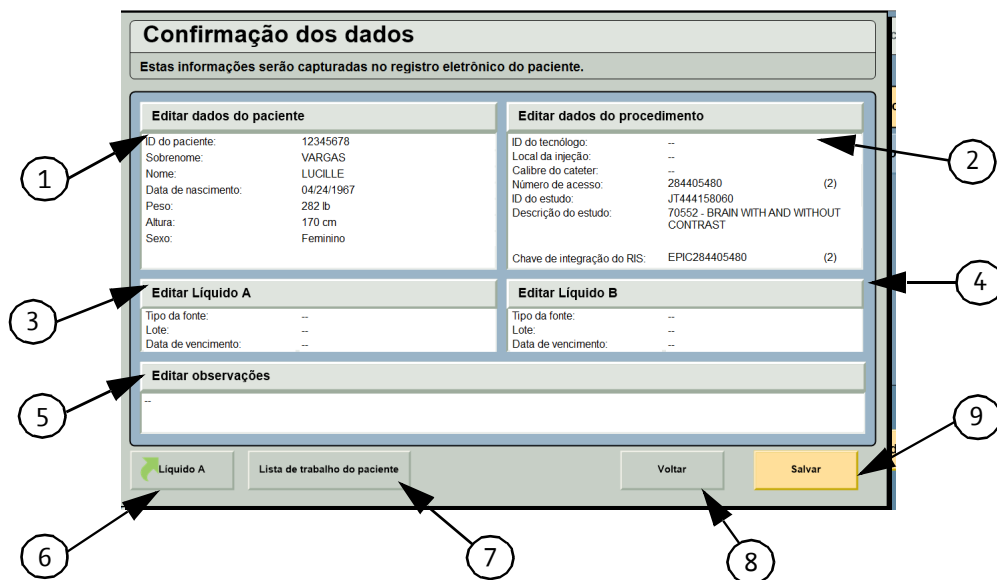 Confirmação dos dados
Estas informações serão capturadas no registro eletrônico do paciente.
Editar dados do paciente
ID do paciente: 12345678
Sobrenome: VARGAS
Nome: LUCILLE
Data de nascimento: 04/24/1967
Peso: 282 lb
Altura: 170 cm
Sexo: Feminino
Editar dados do procedimento
ID do tecnólogo: --
Local da injeção: --
Calibre do cateter: --
Número de acesso: 284405480 (2)
ID do estudo: JT444158060
Descrição do estudo: 70552 - BRAIN WITH AND WITHOUT
CONTRAST
Chave de integração do RIS: EPIC284405480 (2)
Editar Líquido A
Tipo da fonte: --
Lote: --
Data de vencimento: --
Editar Líquido B
Tipo da fonte: --
Lote: --
Data de vencimento: --
Editar observações
--
Líquido A
Lista de trabalho do paciente
Voltar
Salvar
1
2
3
4
5
6
7
8
9